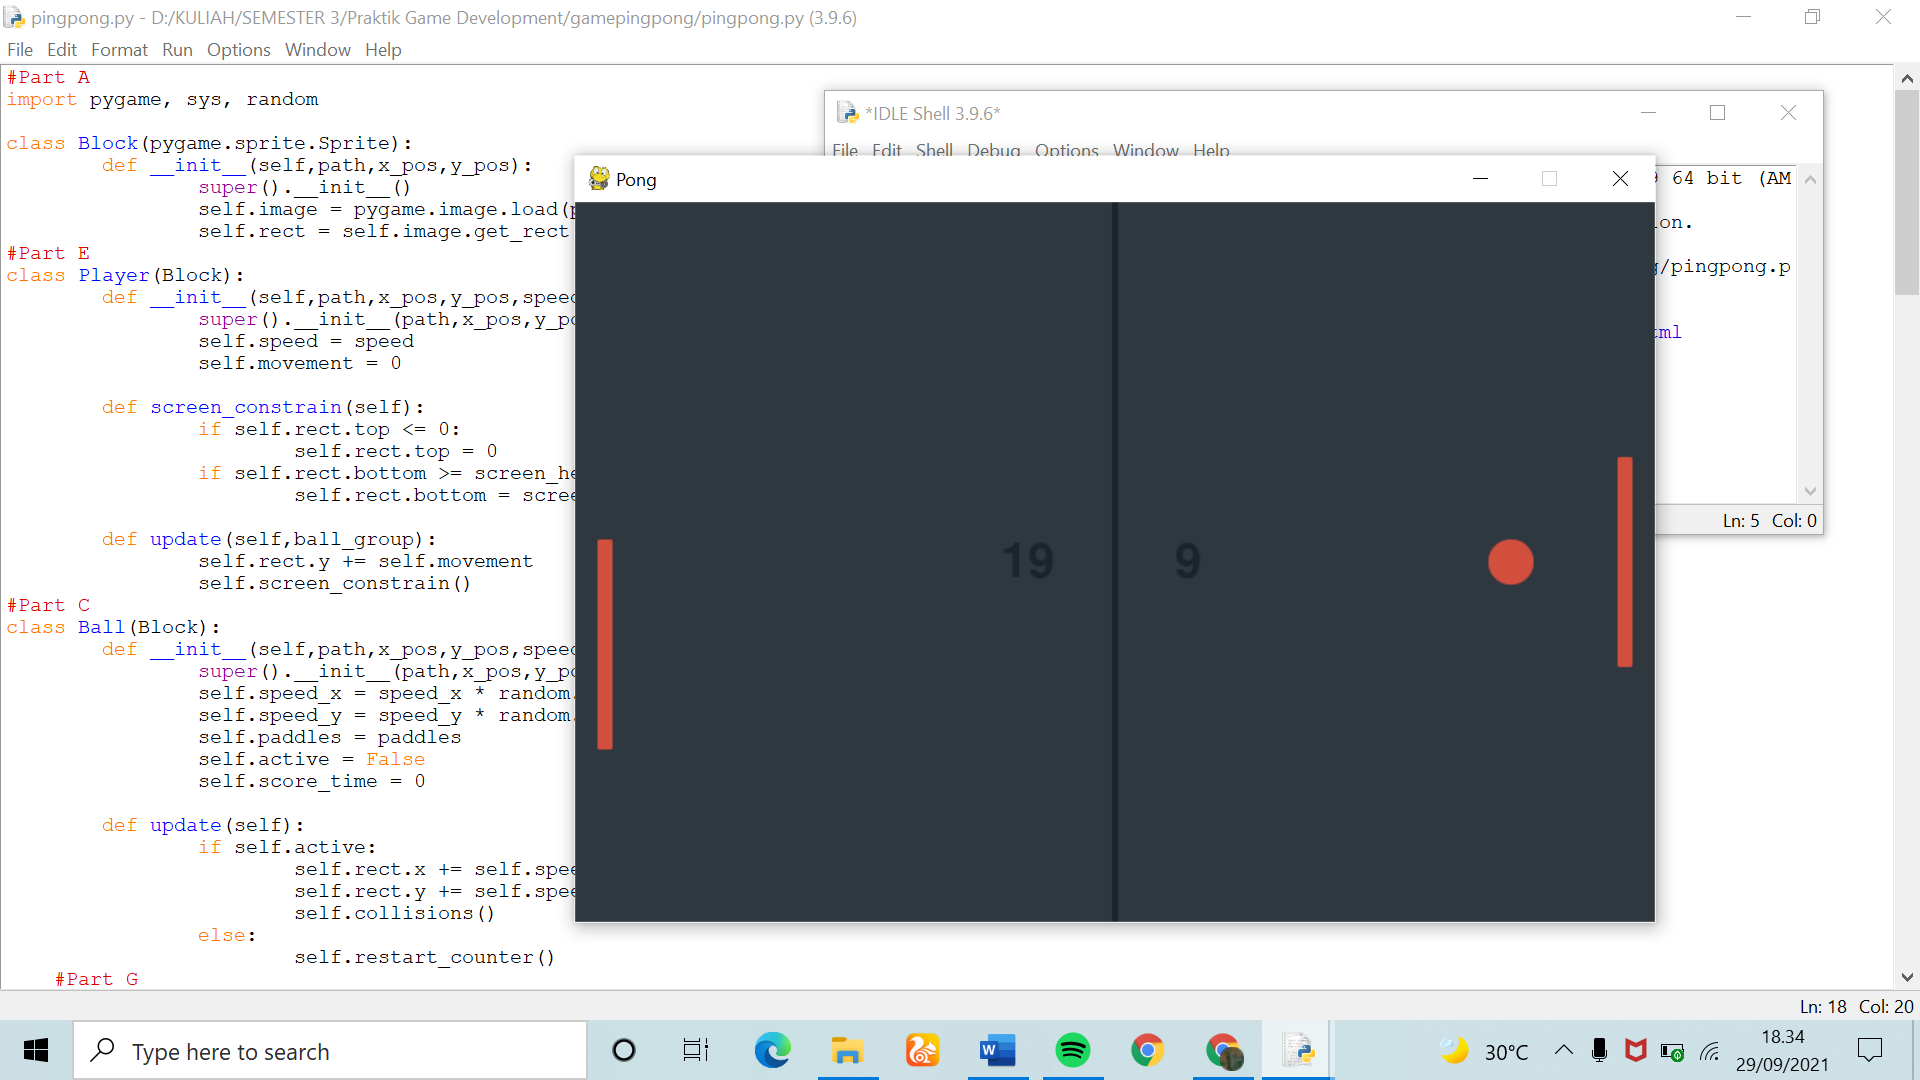 pingpong.py - D:/KULIAH/SEMESTER 3/Praktik Game Development/gamepingpong/pingpong.py (3.9.6)
File Edit Format Run Options Window Help
#Part A
import pygame, sys, random
class Block(pygame.sprite.Sprite):
def __init__(self,path,x_pos,y_pos):
super().__init__()
self.image = pygame.image.load(
self.rect = self.image.get_rect
#Part E
class Player(Block):
def __init__(self,path,x_pos,y_pos,speed
super().__init__(path,x_pos,y_po
self.speed = speed
self.movement = 0
def screen_constrain(self):
if self.rect.top <= 0:
self.rect.top = 0
if self.rect.bottom >= screen_he
self.rect.bottom = scree
def update(self,ball_group):
self.rect.y += self.movement
self.screen_constrain()
#Part C
class Ball(Block):
def __init__(self,path,x_pos,y_pos,speed
super().__init__(path,x_pos,y_po
self.speed_x = speed_x * random.
self.speed_y = speed_y * random.
self.paddles = paddles
self.active = False
self.score_time = 0
def update(self):
if self.active:
self.rect.x += self.spee
self.rect.y += self.spee
self.collisions()
else:
self.restart_counter()
#Part G
*IDLE Shell 3.9.6*
File Edit Shell Debug Options Window Help
64 bit (AM
on.
/pingpong.p
tml
Ln: 5 Col: 0
Pong
19 9
Ln: 18 Col: 20
Type here to search
30°C
18.34
29/09/2021